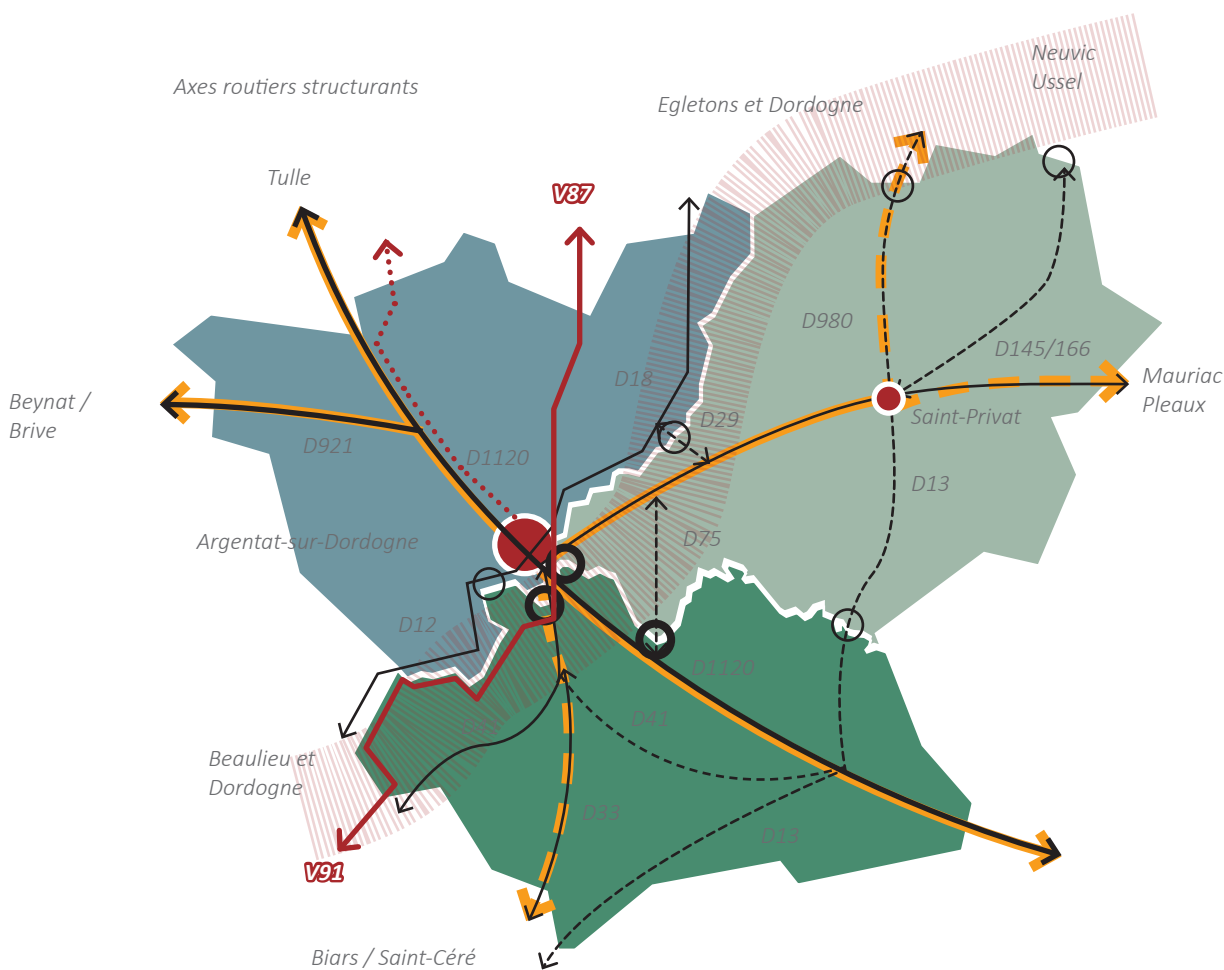 Neuvic
Ussel
Axes routiers structurants
Egletons et Dordogne
Tulle
V87
D980
D145/166
D18
Mauriac
Pleaux
Beynat /
Brive
D29
Saint-Privat
D921
D1120
D13
Argentat-sur-Dordogne
D75
D12
D1120
D41
Beaulieu et
Dordogne
D33
D13
V91
Biars / Saint-Céré